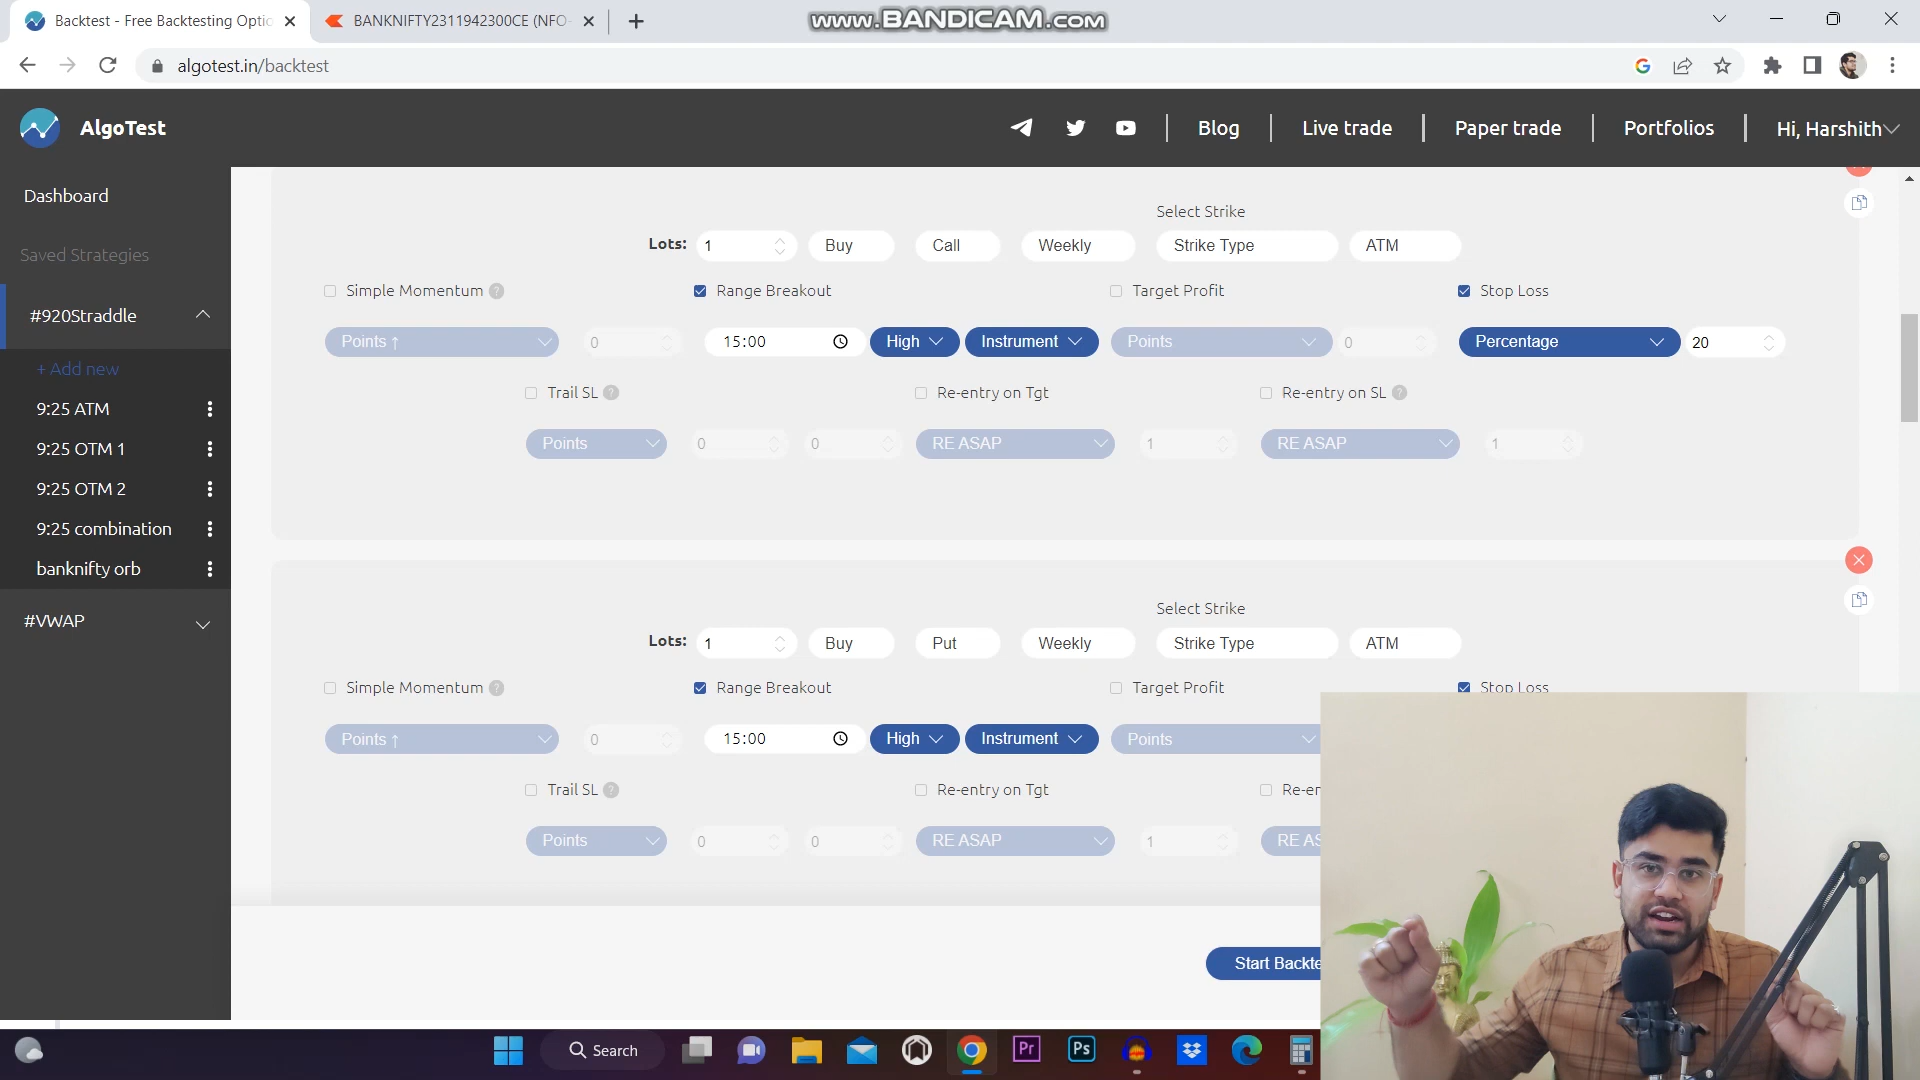 Backtest - Free Backtesting Optio
BANKNIFTY2311942300CE (NFO-
www.BANDICAM.com
algotest.in/backtest
AlgoTest
Blog
Live trade
Paper trade
Portfolios
Hi, Harshith
Dashboard
Saved Strategies
#920Straddle
+ Add new
9:25 ATM
9:25 OTM 1
9:25 OTM 2
9:25 combination
banknifty orb
#VWAP
Select Strike
Lots: 1 Buy Call Weekly Strike Type ATM
Simple Momentum ? Range Breakout Target Profit Stop Loss
Points ↑ 0 15:00 High Instrument Points 0 Percentage 20
Trail SL ? Re-entry on Tgt Re-entry on SL ?
Points 0 0 RE ASAP 1 RE ASAP 1
Select Strike
Lots: 1 Buy Put Weekly Strike Type ATM
Simple Momentum ? Range Breakout Target Profit Stop Loss
Points ↑ 0 15:00 High Instrument Points
Trail SL ? Re-entry on Tgt Re-en
Points 0 0 RE ASAP 1 RE AS
Start Backte
Search
Pr
Ps